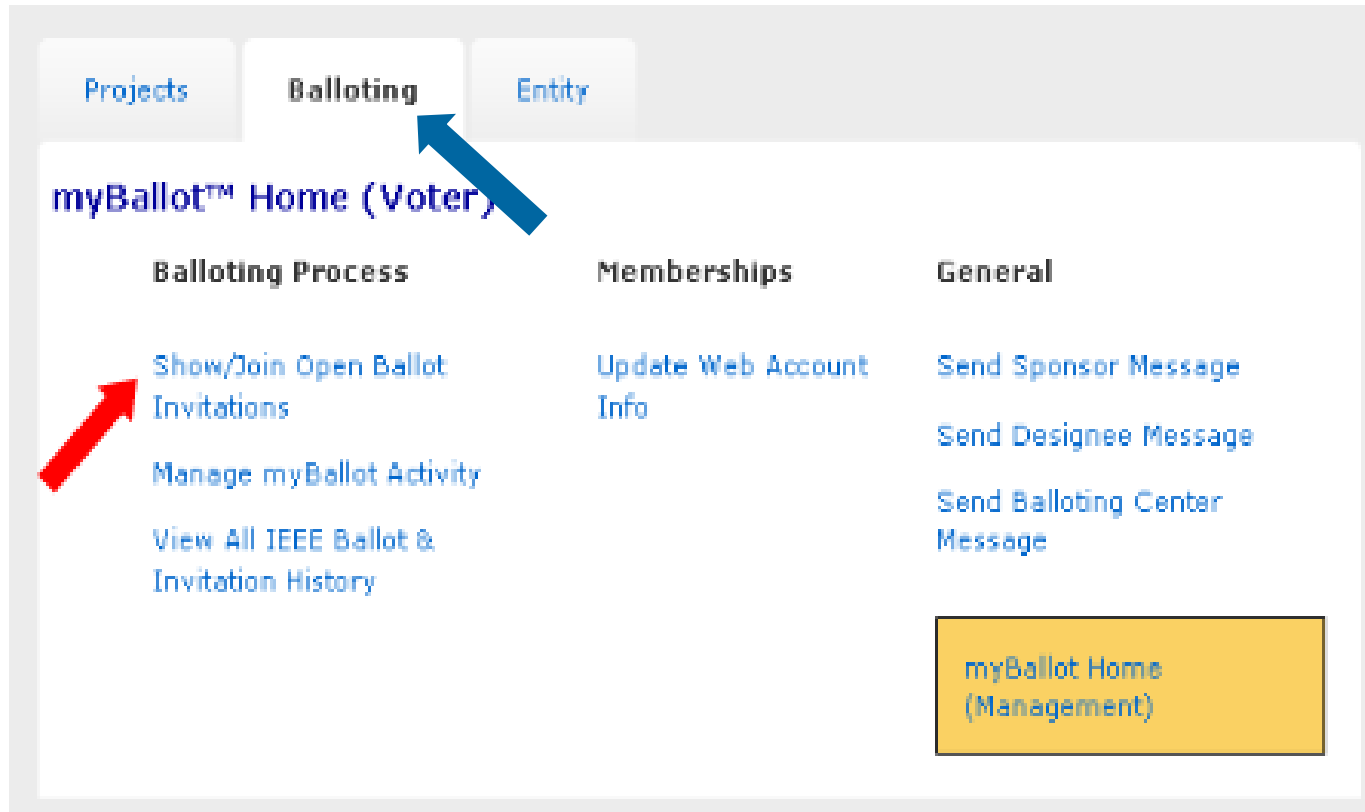 Projects
Balloting
Entity
myBallot™ Home (Voter)
Balloting Process
Show/Join Open Ballot
Invitations
Manage myBallot Activity
View All IEEE Ballot &
Invitation History
Memberships
Update Web Account
Info
General
Send Sponsor Message
Send Designee Message
Send Balloting Center
Message
myBallot Home
(Management)